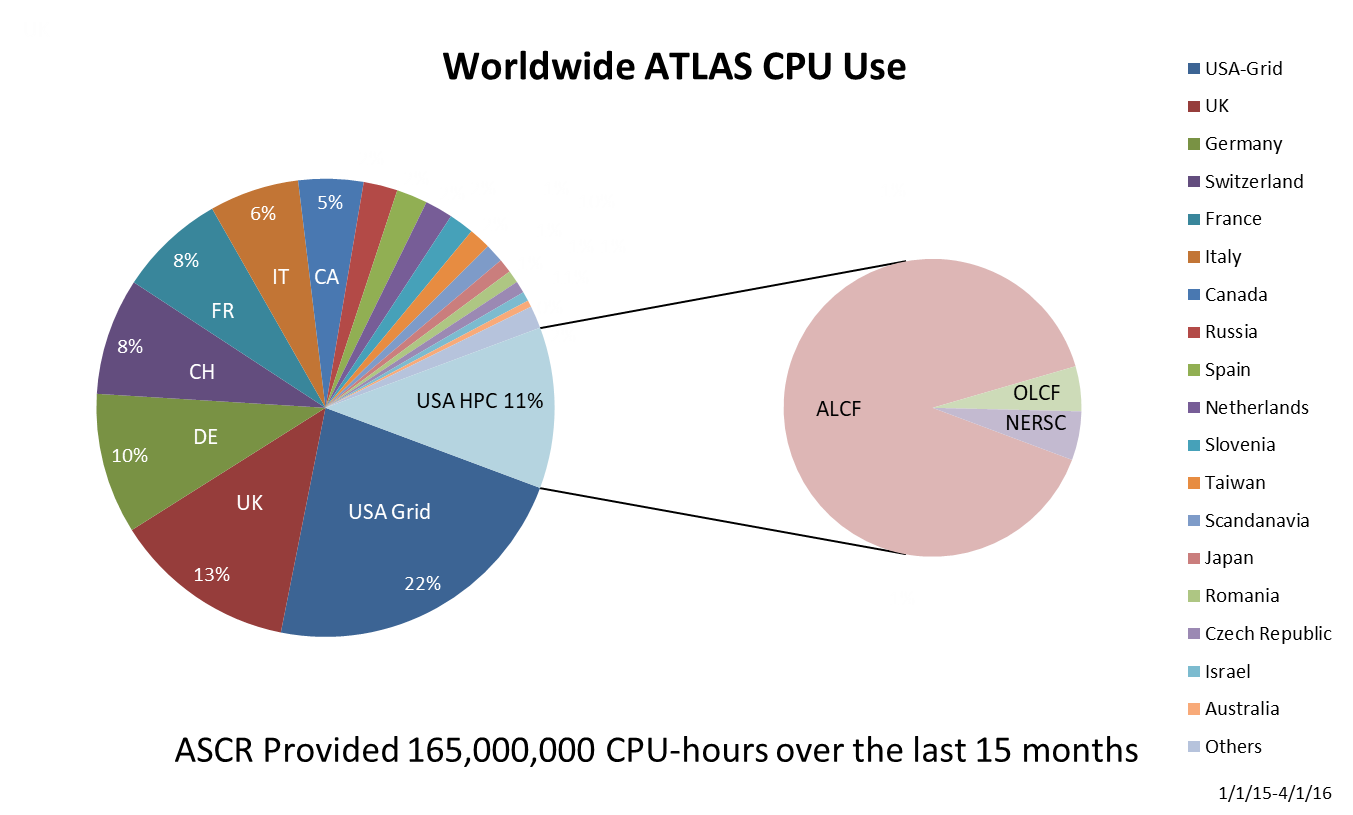 Worldwide ATLAS CPU Use
5%
6%
8%
IT
CA
FR
8%
CH
USA HPC 11%
DE
10%
UK
USA Grid
13%
22%
ALCF
OLCF
NERSC
USA-Grid
UK
Germany
Switzerland
France
Italy
Canada
Russia
Spain
Netherlands
Slovenia
Taiwan
Scandanavia
Japan
Romania
Czech Republic
Israel
Australia
Others
ASCR Provided 165,000,000 CPU-hours over the last 15 months
1/1/15-4/1/16